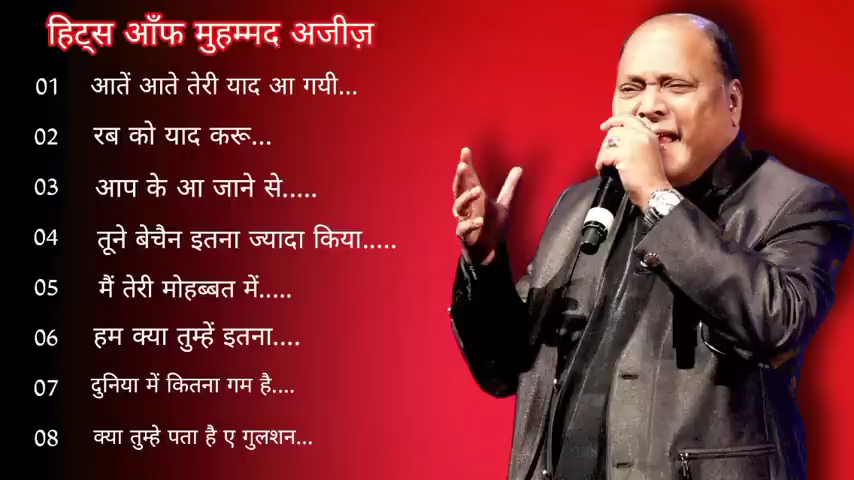 हिट्स आँफ मुहम्मद अजीज़
01 आतें आते तेरी याद आ गयी...
02 रब को याद करू...
03 आप के आ जाने से.....
04 तूने बेचैन इतना ज्यादा किया.....
05 मैं तेरी मोहब्बत में.....
06 हम क्या तुम्हें इतना....
07 दुनिया में कितना गम है....
08 क्या तुम्हे पता है ए गुलशन...